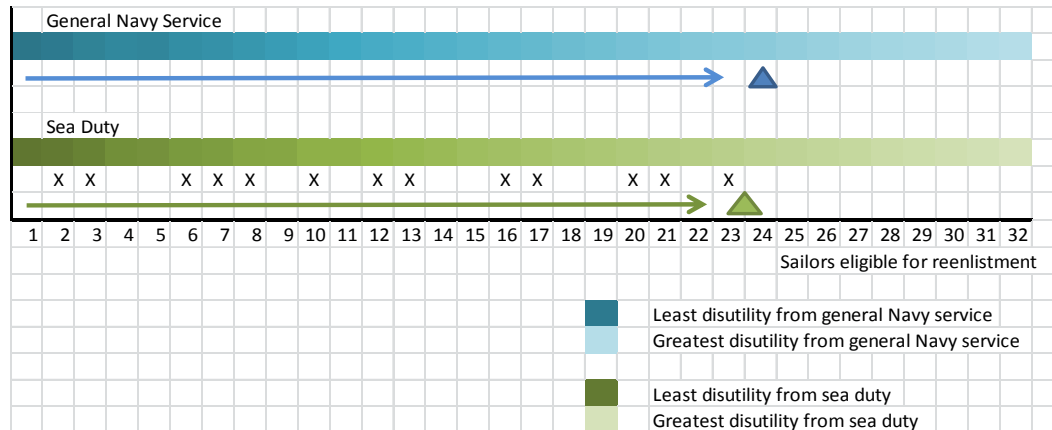 General Navy Service
Sea Duty
X X X X X X X X X X X X X
1 2 3 4 5 6 7 8 9 10 11 12 13 14 15 16 17 18 19 20 21 22 23 24 25 26 27 28 29 30 31 32
Sailors eligible for reenlistment
Least disutility from general Navy service
Greatest disutility from general Navy service
Least disutility from sea duty
Greatest disutility from sea duty